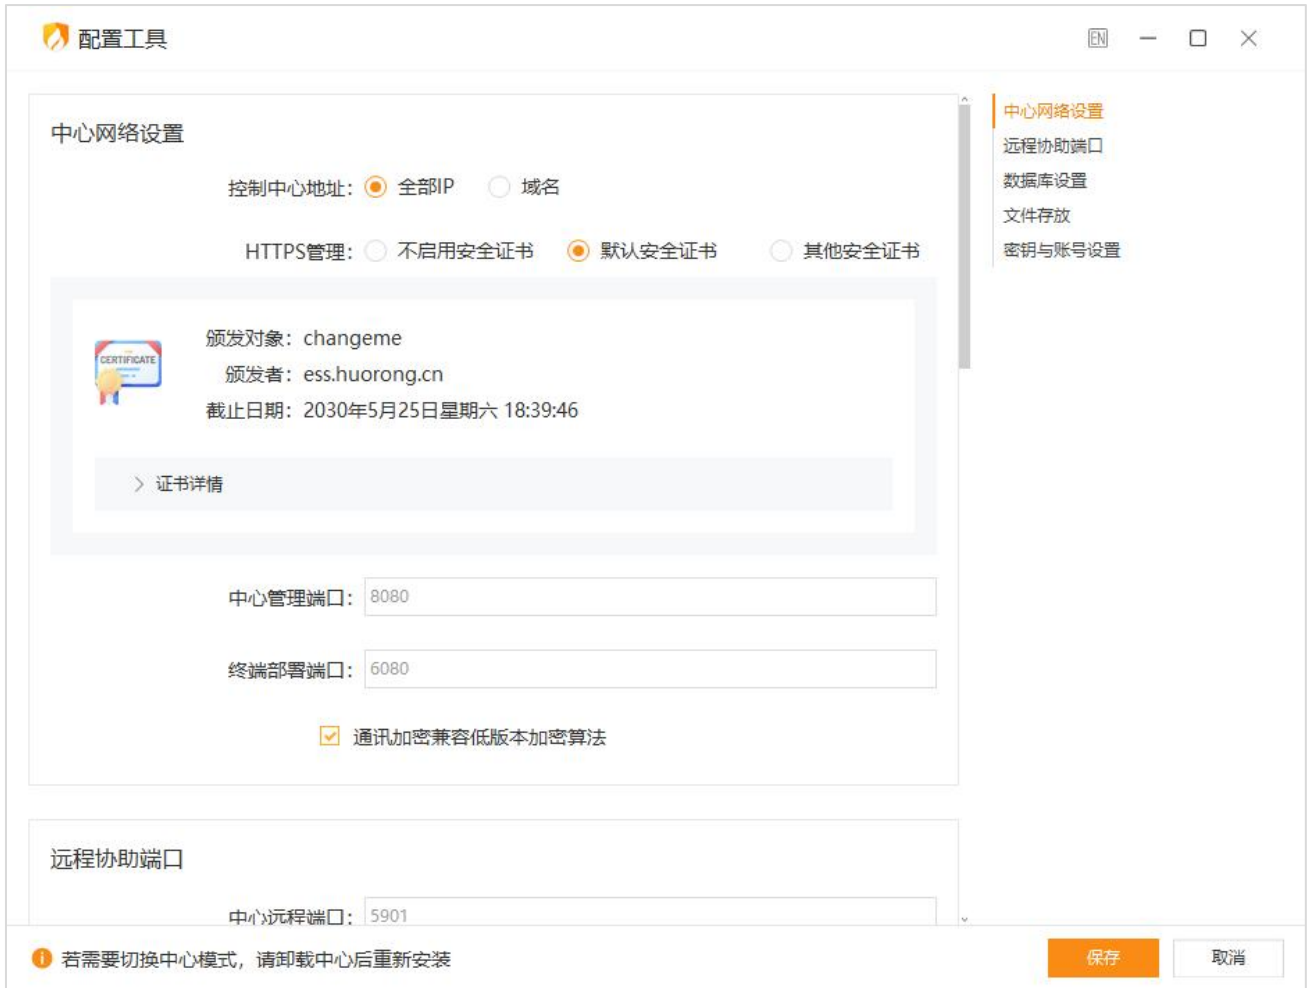 配置工具
EN
中心网络设置
控制中心地址： 全部IP 域名
HTTPS管理： 不启用安全证书 默认安全证书 其他安全证书
CERTIFICATE
颁发对象：changeme
颁发者：ess.huorong.cn
截止日期：2030年5月25日星期六 18:39:46
证书详情
中心管理端口：8080
终端部署端口：6080
通讯加密兼容低版本加密算法
远程协助端口
中心远程端口：5901
中心网络设置
远程协助端口
数据库设置
文件存放
密钥与账号设置
若需要切换中心模式，请卸载中心后重新安装
保存 取消